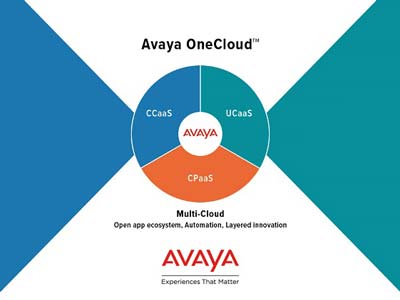 Avaya OneCloud™
CCaaS
UCaaS
AVAYA
CPaaS
Multi-Cloud
Open app ecosystem, Automation, Layered innovation
AVAYA
Experiences That Matter